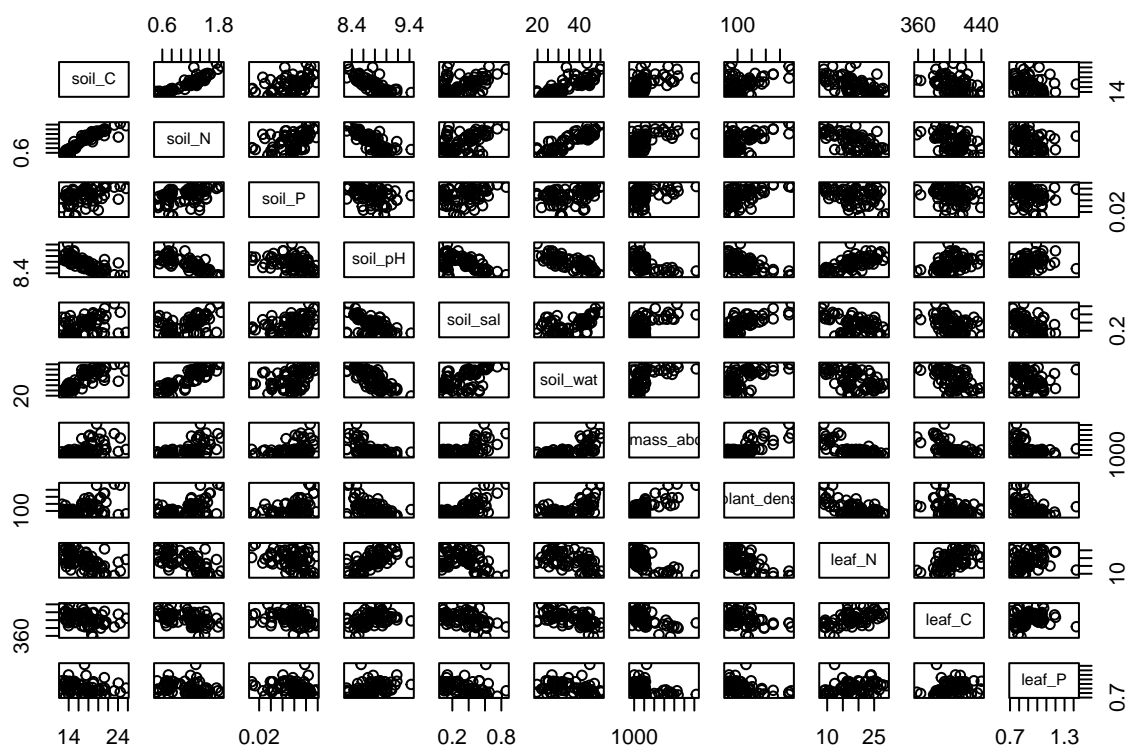 0.6 1.8 8.4 9.4 20 40 100 360 440
soil_C 14
0.6 soil_N
soil_P 0.02
8.4 soil_pH
soil_sal 0.2
20 soil_wat
mass_abo 1000
100 plant_dens
leaf_N 10
360 leaf_C
leaf_P 0.7
14 24 0.02 0.2 0.8 1000 10 25 0.7 1.3